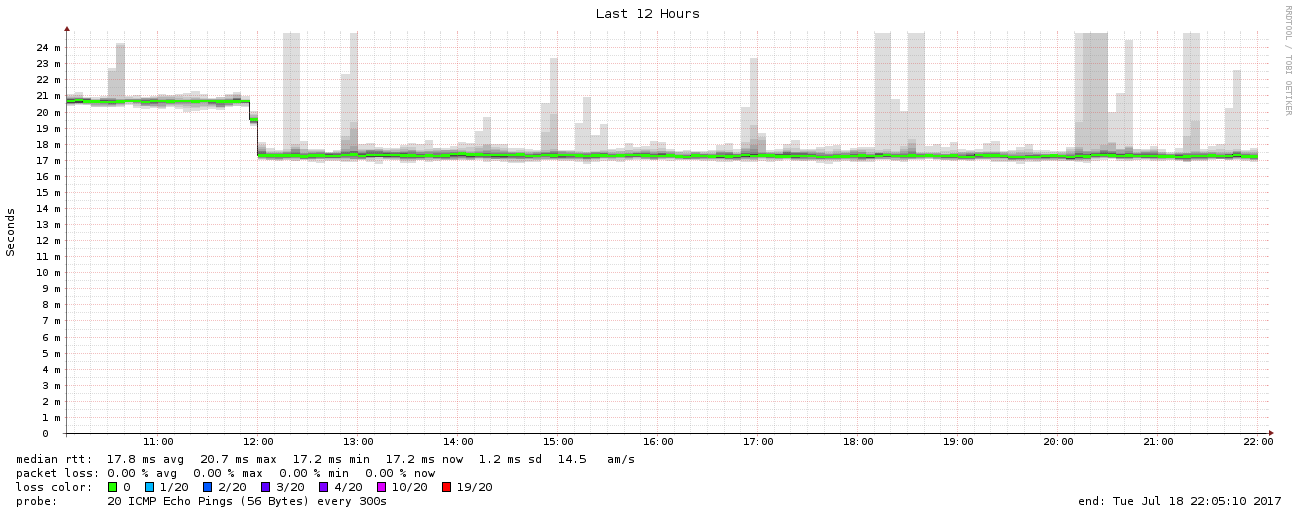 Last 12 Hours
RRDTOOL / TOBI OETIKER
Seconds
24 m
23 m
22 m
21 m
20 m
19 m
18 m
17 m
16 m
15 m
14 m
13 m
12 m
11 m
10 m
9 m
8 m
7 m
6 m
5 m
4 m
3 m
2 m
1 m
0
11:00 12:00 13:00 14:00 15:00 16:00 17:00 18:00 19:00 20:00 21:00 22:00
median rtt: 17.8 ms avg 20.7 ms max 17.2 ms min 17.2 ms now 1.2 ms sd 14.5 am/s
packet loss: 0.00 % avg 0.00 % max 0.00 % min 0.00 % now
loss color: 0 1/20 2/20 3/20 4/20 10/20 19/20
probe: 20 ICMP Echo Pings (56 Bytes) every 300s end: Tue Jul 18 22:05:10 2017